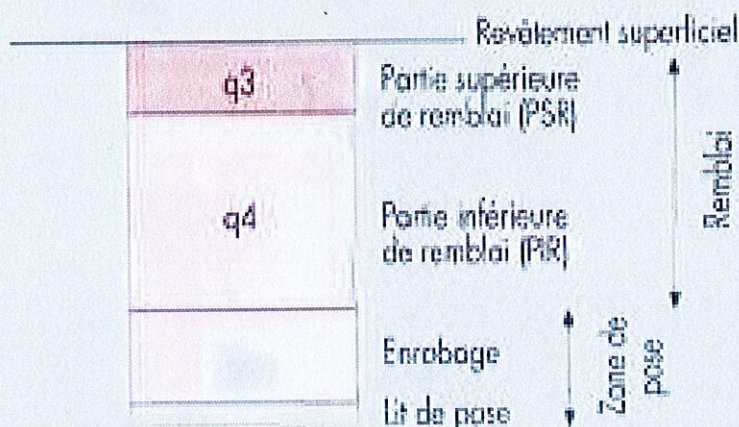 Revêtement superficiel
q3
Partie supérieure
de remblai (PSR)
q4
Partie inférieure
de remblai (PIR)
Remblai
Enrobage
Lit de pose
Zone de
pose